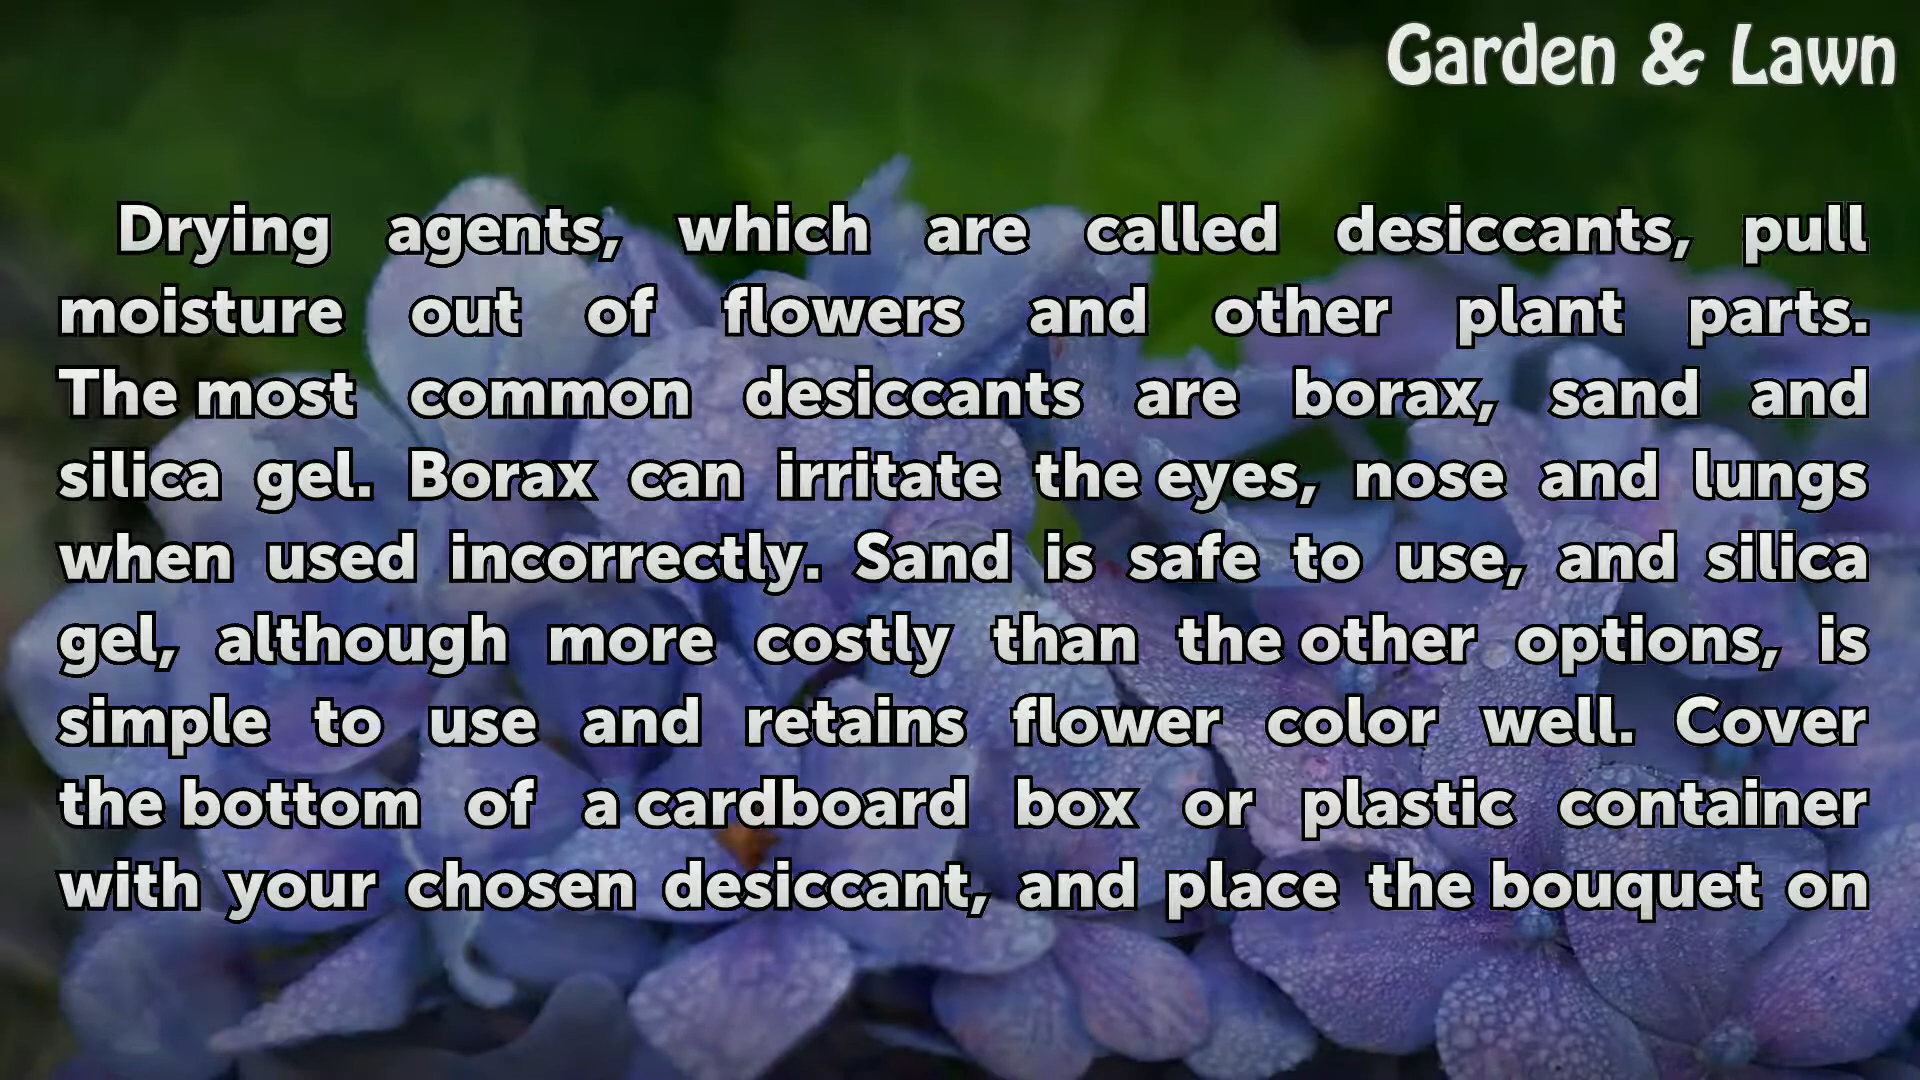 Garden & Lawn
Drying agents, which are called desiccants, pull
moisture out of flowers and other plant parts.
The most common desiccants are borax, sand and
silica gel. Borax can irritate the eyes, nose and lungs
when used incorrectly. Sand is safe to use, and silica
gel, although more costly than the other options, is
simple to use and retains flower color well. Cover
the bottom of a cardboard box or plastic container
with your chosen desiccant, and place the bouquet on